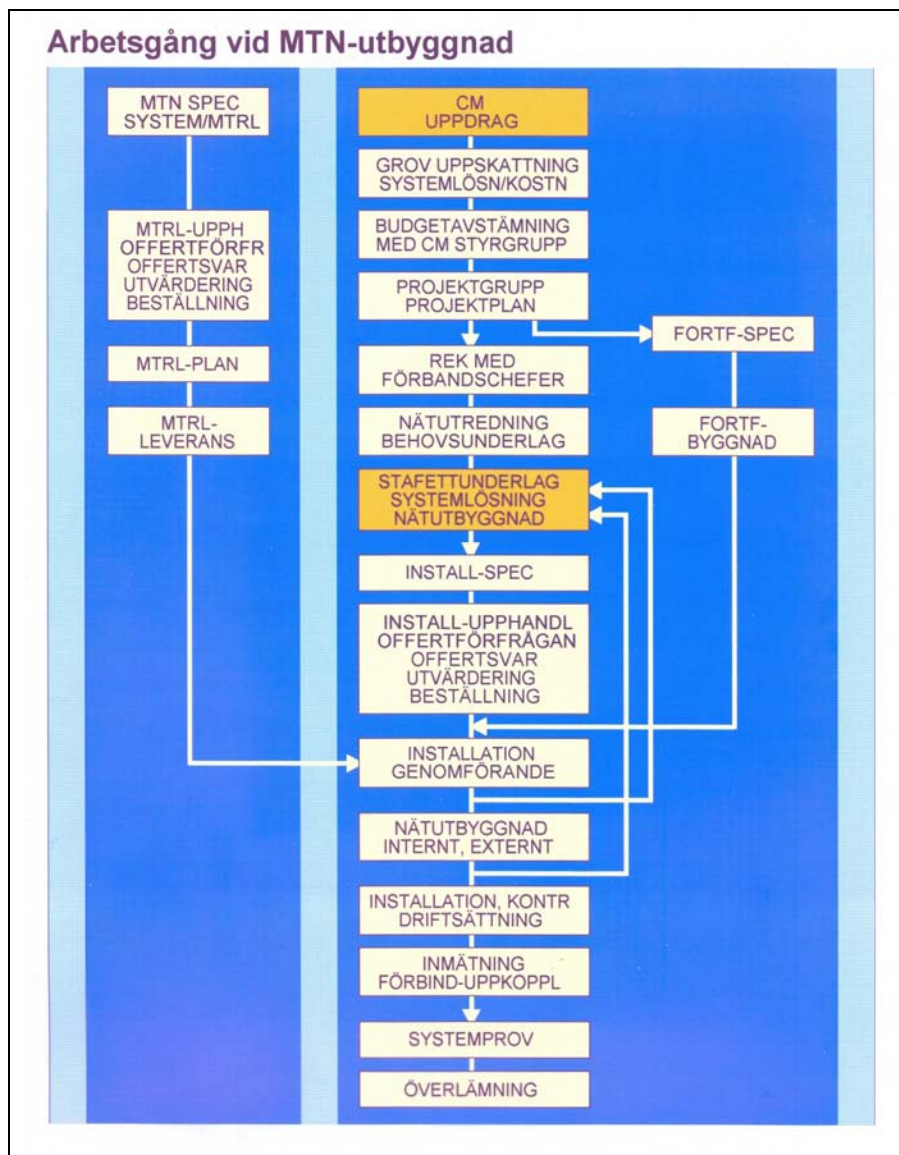 Arbetsgång vid MTN-utbyggnad
MTN SPEC
SYSTEM/MTRL
MTRL-UPPH
OFFERTFÖRFR
OFFERTSVAR
UTVÄRDERING
BESTÄLLNING
MTRL-PLAN
MTRL-
LEVERANS
CM
UPPDRAG
GROV UPPSKATTNING
SYSTEMLÖSN/KOSTN
BUDGETAVSTÄMNING
MED CM STYRGRUPP
PROJEKTGRUPP
PROJEKTPLAN
REK MED
FÖRBANDSCHEFER
NÄTUTREDNING
BEHOVSUNDERLAG
STAFETTUNDERLAG
SYSTEMLÖSNING
NÄTUTBYGGNAD
INSTALL-SPEC
INSTALL-UPPHANDL
OFFERTFÖRFRÅGAN
OFFERTSVAR
UTVÄRDERING
BESTÄLLNING
INSTALLATION
GENOMFÖRANDE
NÄTUTBYGGNAD
INTERNT, EXTERNT
INSTALLATION, KONTR
DRIFTSÄTTNING
INMÄTNING
FÖRBIND-UPPKOPPL
SYSTEMPROV
ÖVERLÄMNING
FORTF-SPEC
FORTF-
BYGGNAD